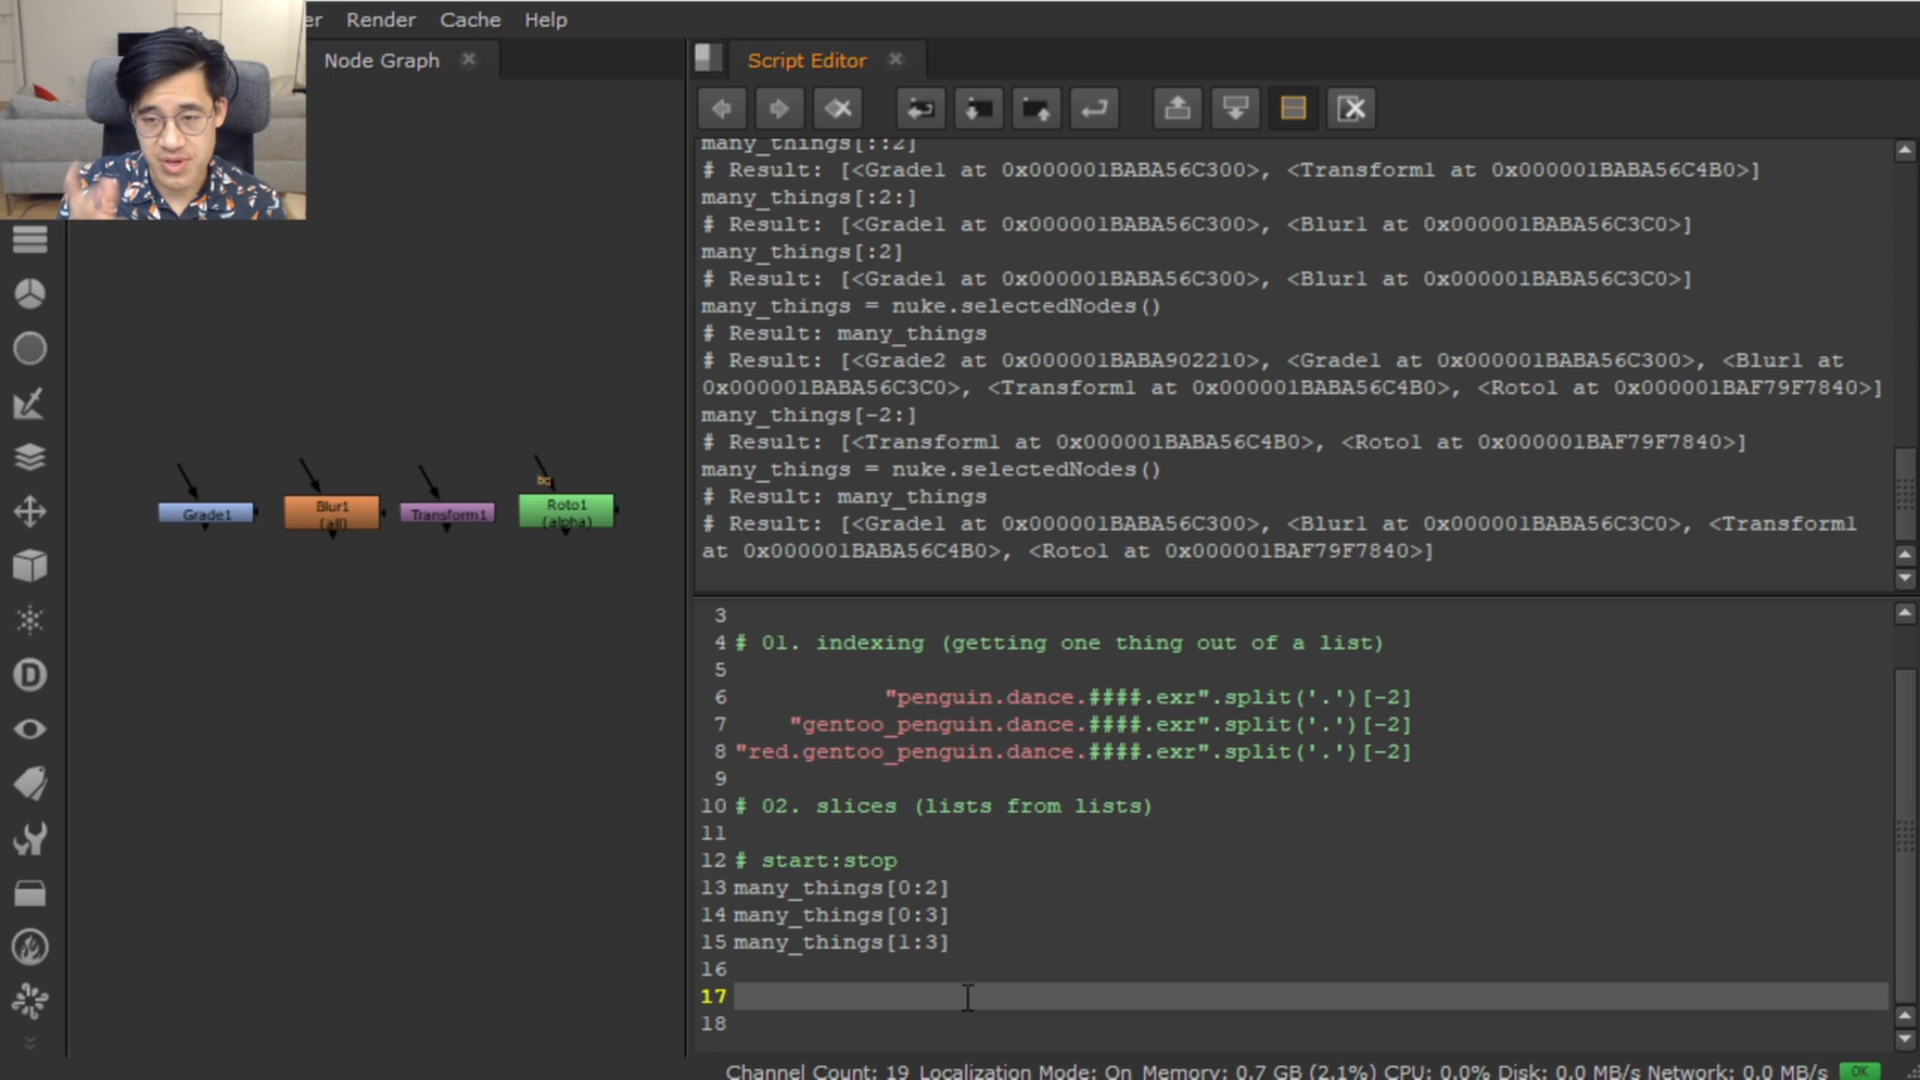 er Render Cache Help
Node Graph
Script Editor
many_things[::2]
# Result: [<Grade1 at 0x000001BABA56C300>, <Transform1 at 0x000001BABA56C4B0>]
many_things[:2:]
# Result: [<Grade1 at 0x000001BABA56C300>, <Blur1 at 0x000001BABA56C3C0>]
many_things[:2]
# Result: [<Grade1 at 0x000001BABA56C300>, <Blur1 at 0x000001BABA56C3C0>]
many_things = nuke.selectedNodes()
# Result: many_things
# Result: [<Grade2 at 0x000001BABA902210>, <Grade1 at 0x000001BABA56C300>, <Blur1 at
0x000001BABA56C3C0>, <Transform1 at 0x000001BABA56C4B0>, <Roto1 at 0x000001BAF79F7840>]
many_things[-2:]
# Result: [<Transform1 at 0x000001BABA56C4B0>, <Roto1 at 0x000001BAF79F7840>]
many_things = nuke.selectedNodes()
# Result: many_things
# Result: [<Grade1 at 0x000001BABA56C300>, <Blur1 at 0x000001BABA56C3C0>, <Transform1
at 0x000001BABA56C4B0>, <Roto1 at 0x000001BAF79F7840>]
bg
Grade1
Blur1
(all)
Transform1
Roto1
(alpha)
D
3
4 # 01. indexing (getting one thing out of a list)
5
6 "penguin.dance.####.exr".split('.')[-2]
7 "gentoo_penguin.dance.####.exr".split('.')[-2]
8 "red.gentoo_penguin.dance.####.exr".split('.')[-2]
9
10 # 02. slices (lists from lists)
11
12 # start:stop
13 many_things[0:2]
14 many_things[0:3]
15 many_things[1:3]
16
17
18
Channel Count: 19 Localization Mode: On Memory: 0.7 GB (2.1%) CPU: 0.0% Disk: 0.0 MB/s Network: 0.0 MB/s OK